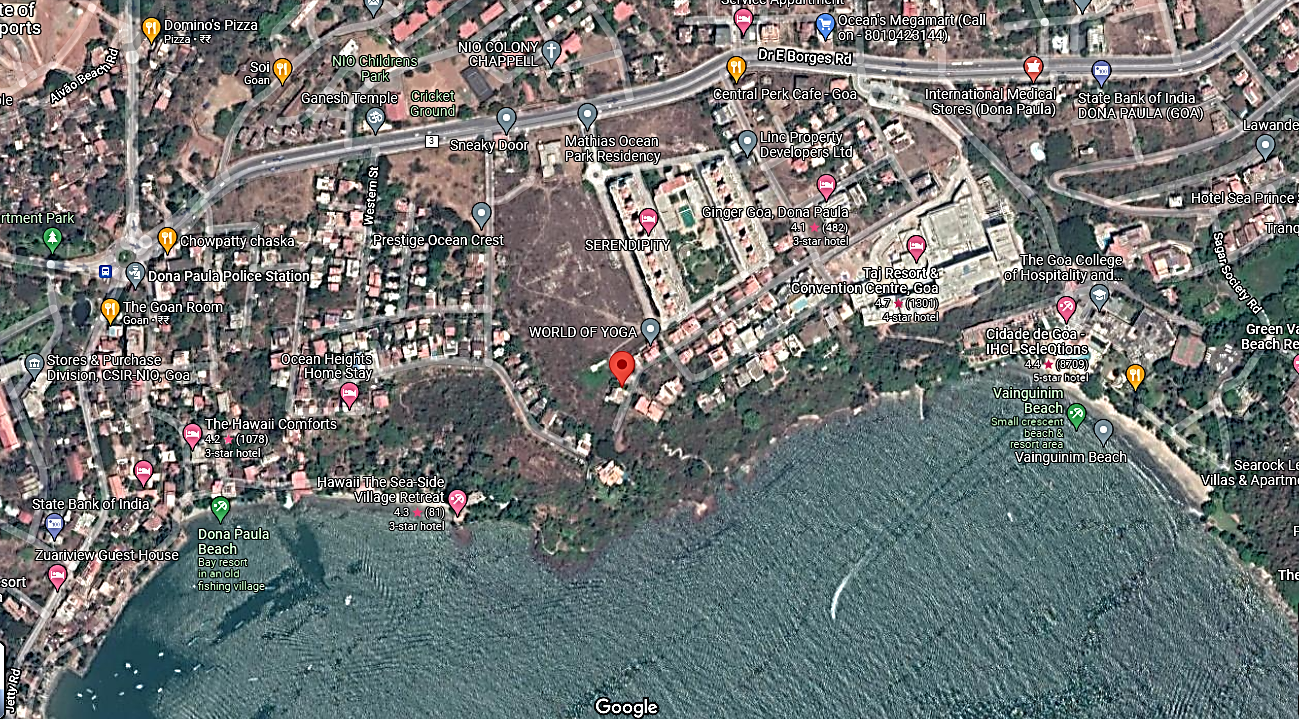 te of
ports
Domino's Pizza
Pizza • ₹₹
Alvão Beach Rd
Soi
Goan
NIO Childrens
Park
Ganesh Temple
Cricket
Ground
NIO COLONY
CHAPPELL
Service Appartment
Ocean's Megamart (Call
on - 8010423144)
Dr E Borges Rd
Central Perk Cafe - Goa
International Medical
Stores (Dona Paula)
State Bank of India
DONA PAULA (GOA)
Lawande
3
Sneaky Door
Mathias Ocean
Park Residency
Linc Property
Developers Ltd
Western St
rtment Park
Chowpatty chaska
Prestige Ocean Crest
SERENDIPITY
Ginger Goa, Dona Paula
4.1 ★ (482)
3-star hotel
Hotel Sea Prince
Tranq
Sagar Society Rd
Dona Paula Police Station
The Goan Room
Goan • ₹₹
Taj Resort &
Convention Centre, Goa
4.7 ★ (1301)
4-star hotel
The Goa College
of Hospitality and...
WORLD OF YOGA
Cidade de Goa -
IHCL SeleQtions
4.4 ★ (8709)
5-star hotel
Green Va
Beach Re
Stores & Purchase
Division, CSIR-NIO, Goa
Ocean Heights
Home Stay
Vainguinim
Beach
Small crescent
beach &
resort area
Vainguinim Beach
The Hawaii Comforts
4.2 ★ (1078)
3-star hotel
Searock Le
Villas & Apartme
Hawaii The Sea-Side
Village Retreat
4.3 ★ (81)
3-star hotel
State Bank of India
Dona Paula
Beach
Bay resort
in an old
fishing village
Zuariview Guest House
sort
The
Jetty Rd
Google